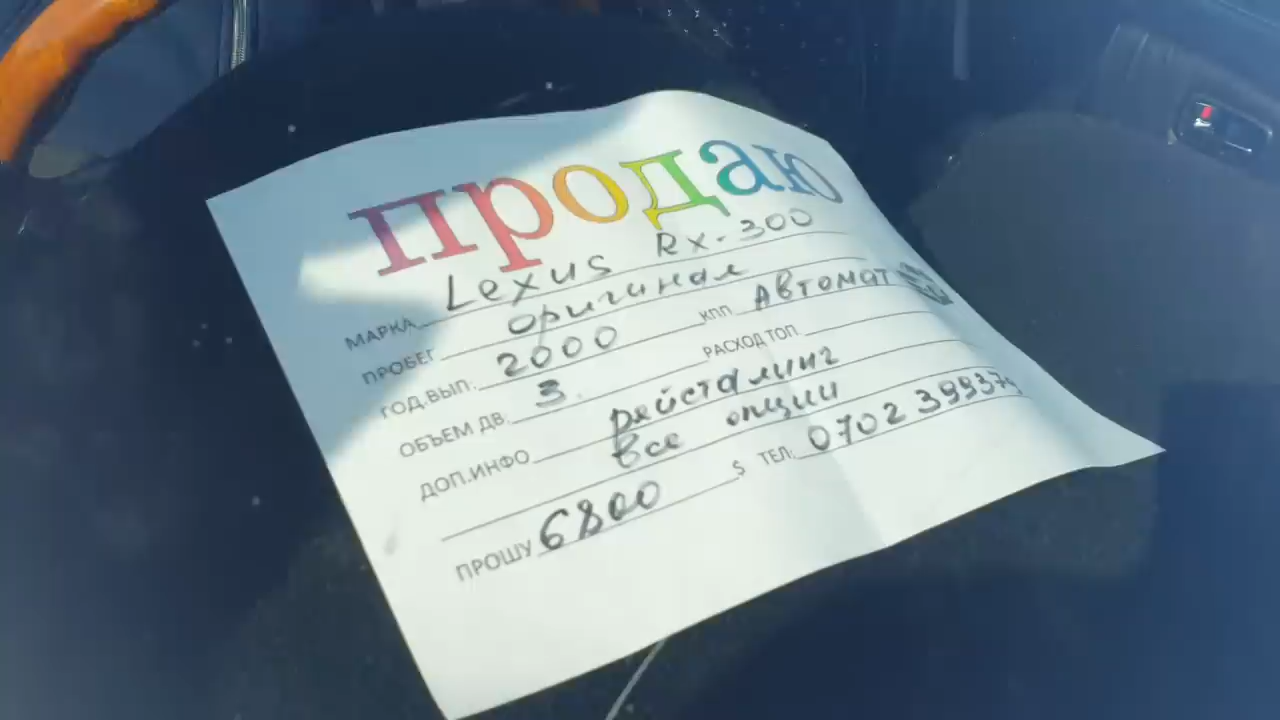 продаю
МАРКА Lexus Rx-300
ПРОБЕГ оригинал
ГОД.ВЫП: 2000 КПП Автомат
ОБЪЕМ ДВ: 3. РАСХОД ТОП
ДОП.ИНФО рейсталинг
все опции
ПРОШУ 6800 $ ТЕЛ: 0702 399374